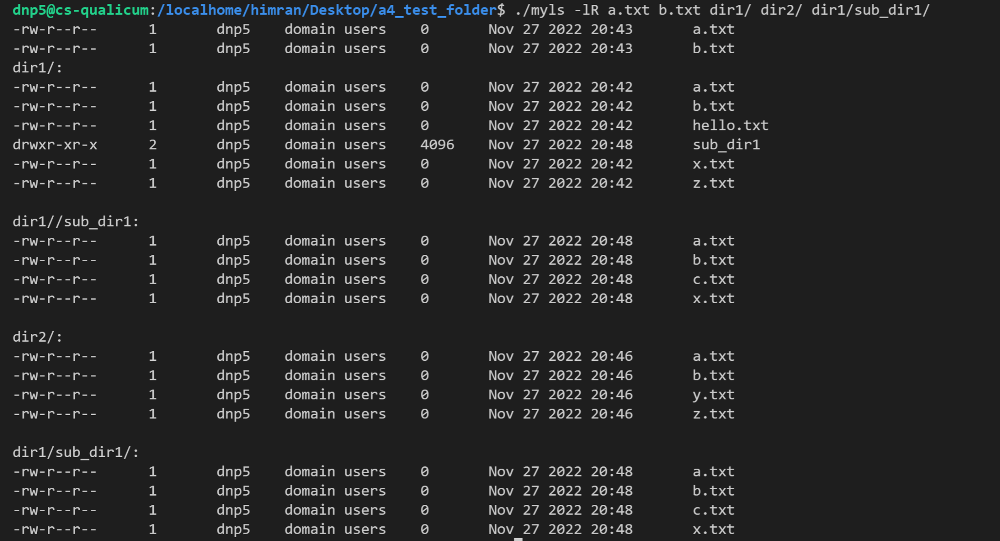 dnp5@cs-qualicum:/localhome/himran/Desktop/a4_test_folder$ ./myls -lR a.txt b.txt dir1/ dir2/ dir1/sub_dir1/
-rw-r--r-- 1 dnp5 domain users 0 Nov 27 2022 20:43 a.txt
-rw-r--r-- 1 dnp5 domain users 0 Nov 27 2022 20:43 b.txt
dir1/:
-rw-r--r-- 1 dnp5 domain users 0 Nov 27 2022 20:42 a.txt
-rw-r--r-- 1 dnp5 domain users 0 Nov 27 2022 20:42 b.txt
-rw-r--r-- 1 dnp5 domain users 0 Nov 27 2022 20:42 hello.txt
drwxr-xr-x 2 dnp5 domain users 4096 Nov 27 2022 20:48 sub_dir1
-rw-r--r-- 1 dnp5 domain users 0 Nov 27 2022 20:42 x.txt
-rw-r--r-- 1 dnp5 domain users 0 Nov 27 2022 20:42 z.txt

dir1//sub_dir1:
-rw-r--r-- 1 dnp5 domain users 0 Nov 27 2022 20:48 a.txt
-rw-r--r-- 1 dnp5 domain users 0 Nov 27 2022 20:48 b.txt
-rw-r--r-- 1 dnp5 domain users 0 Nov 27 2022 20:48 c.txt
-rw-r--r-- 1 dnp5 domain users 0 Nov 27 2022 20:48 x.txt

dir2/:
-rw-r--r-- 1 dnp5 domain users 0 Nov 27 2022 20:46 a.txt
-rw-r--r-- 1 dnp5 domain users 0 Nov 27 2022 20:46 b.txt
-rw-r--r-- 1 dnp5 domain users 0 Nov 27 2022 20:46 y.txt
-rw-r--r-- 1 dnp5 domain users 0 Nov 27 2022 20:46 z.txt

dir1/sub_dir1/:
-rw-r--r-- 1 dnp5 domain users 0 Nov 27 2022 20:48 a.txt
-rw-r--r-- 1 dnp5 domain users 0 Nov 27 2022 20:48 b.txt
-rw-r--r-- 1 dnp5 domain users 0 Nov 27 2022 20:48 c.txt
-rw-r--r-- 1 dnp5 domain users 0 Nov 27 2022 20:48 x.txt